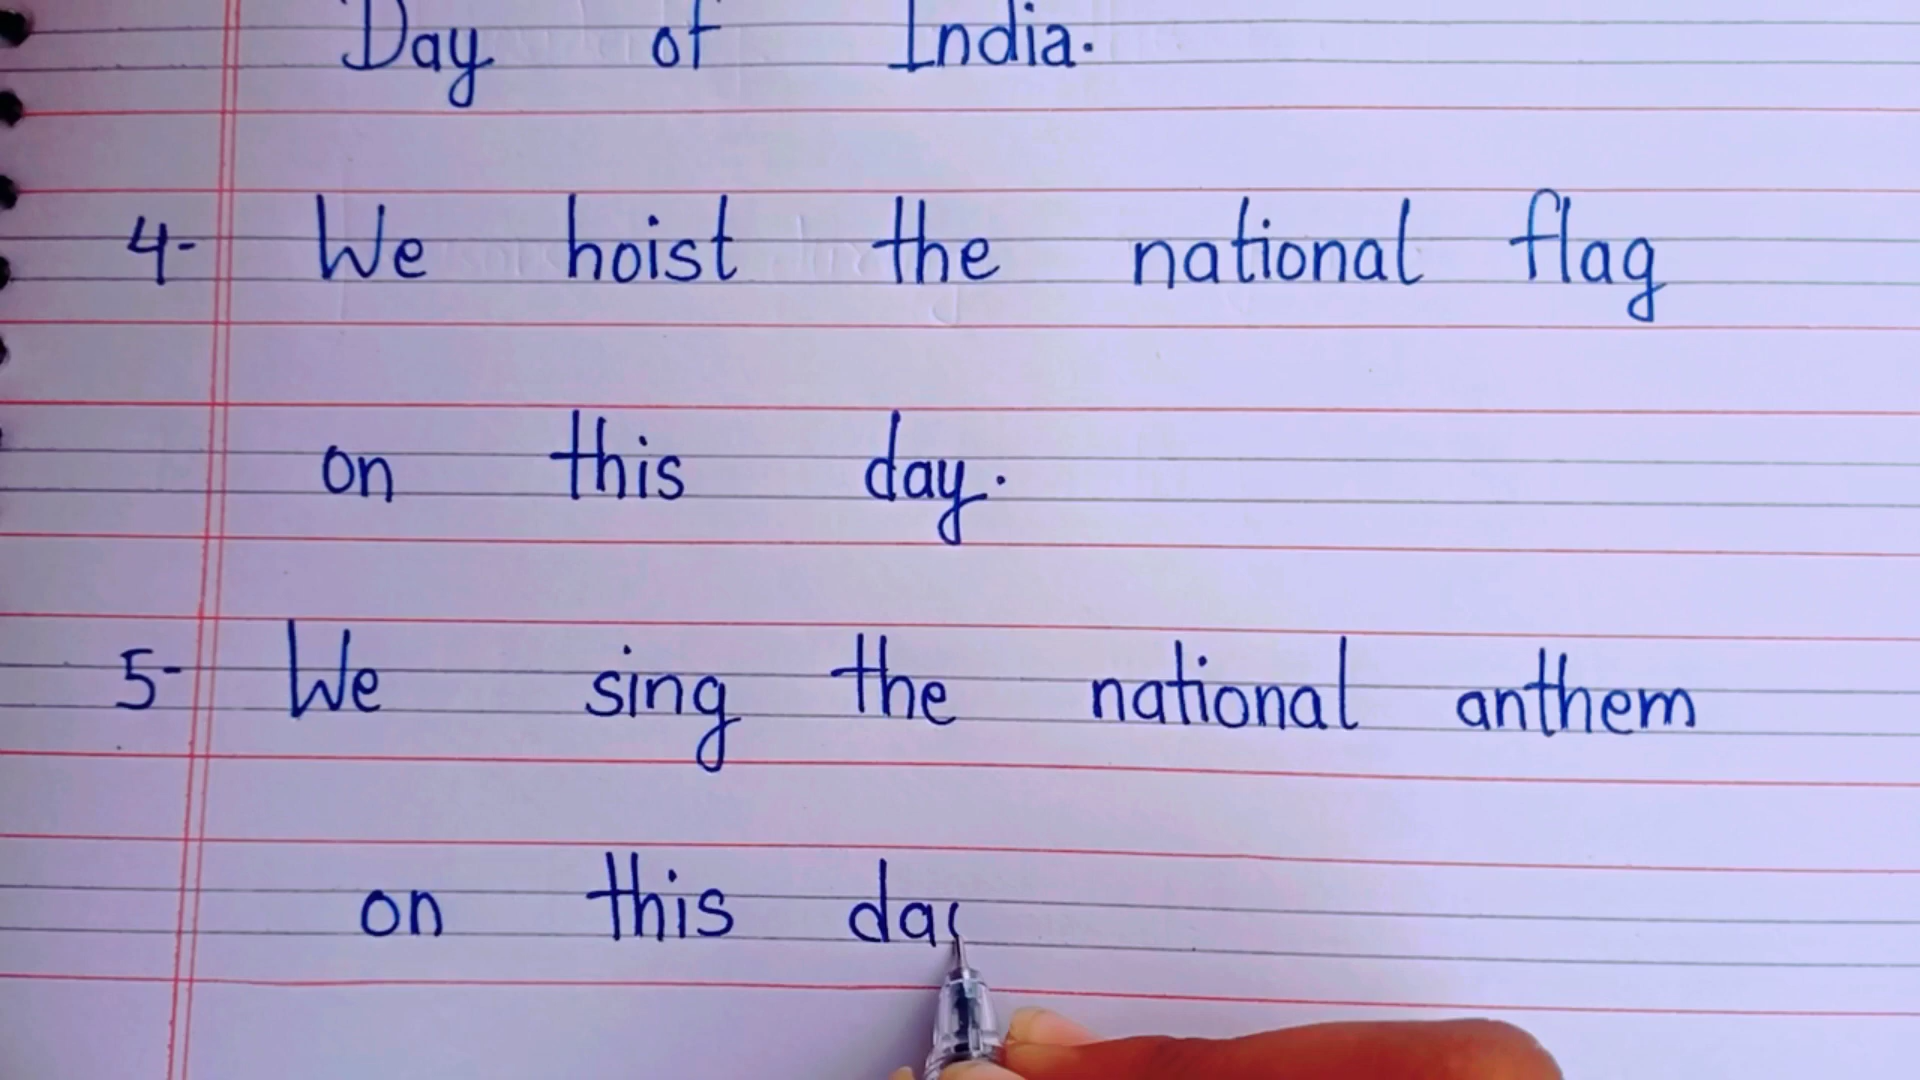 Day of India.
4- We hoist the national flag
on this day.
5- We sing the national anthem
on this